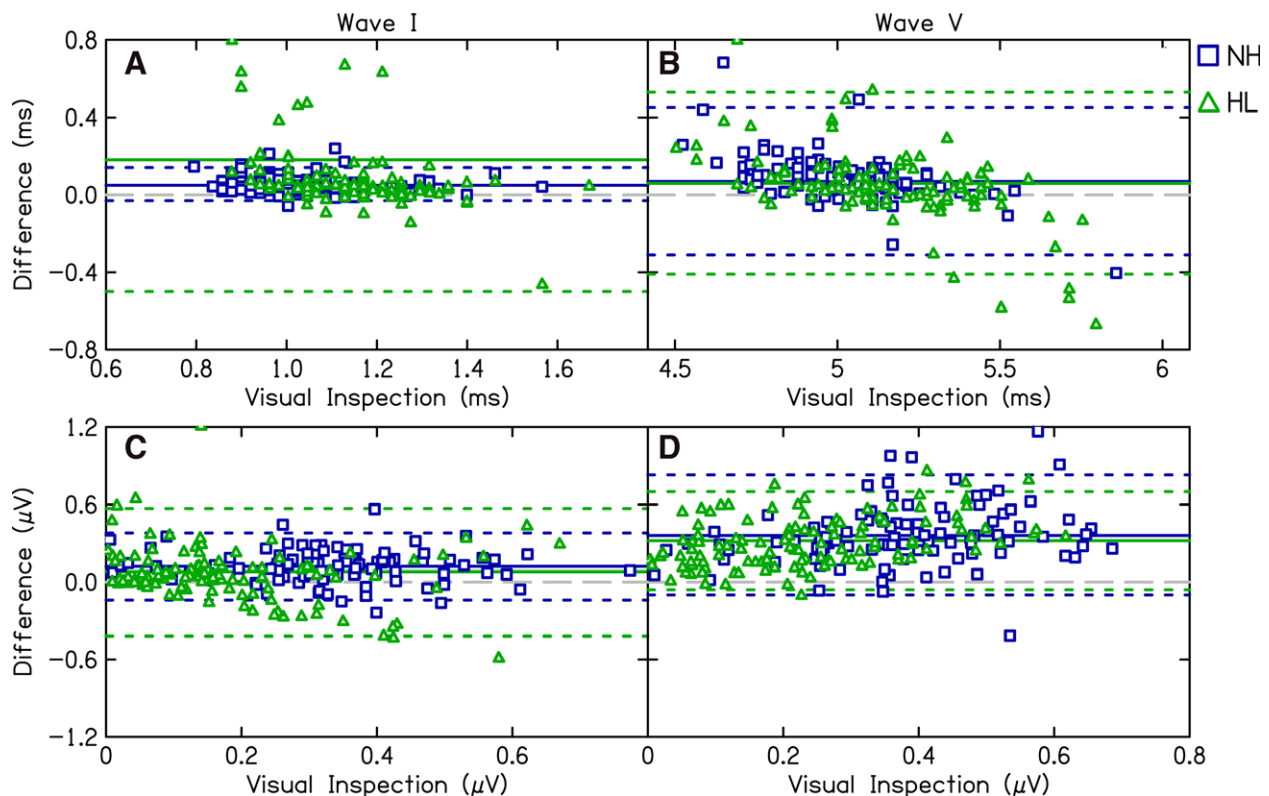 Wave I
Wave V
A
B
NH
HL
0.8
0.4
0.0
−0.4
−0.8
Difference (ms)
0.6 0.8 1.0 1.2 1.4 1.6
4.5 5 5.5 6
Visual Inspection (ms)
Visual Inspection (ms)
C
D
1.2
0.6
0.0
−0.6
−1.2
Difference (μV)
0 0.2 0.4 0.6
0 0.2 0.4 0.6 0.8
Visual Inspection (μV)
Visual Inspection (μV)